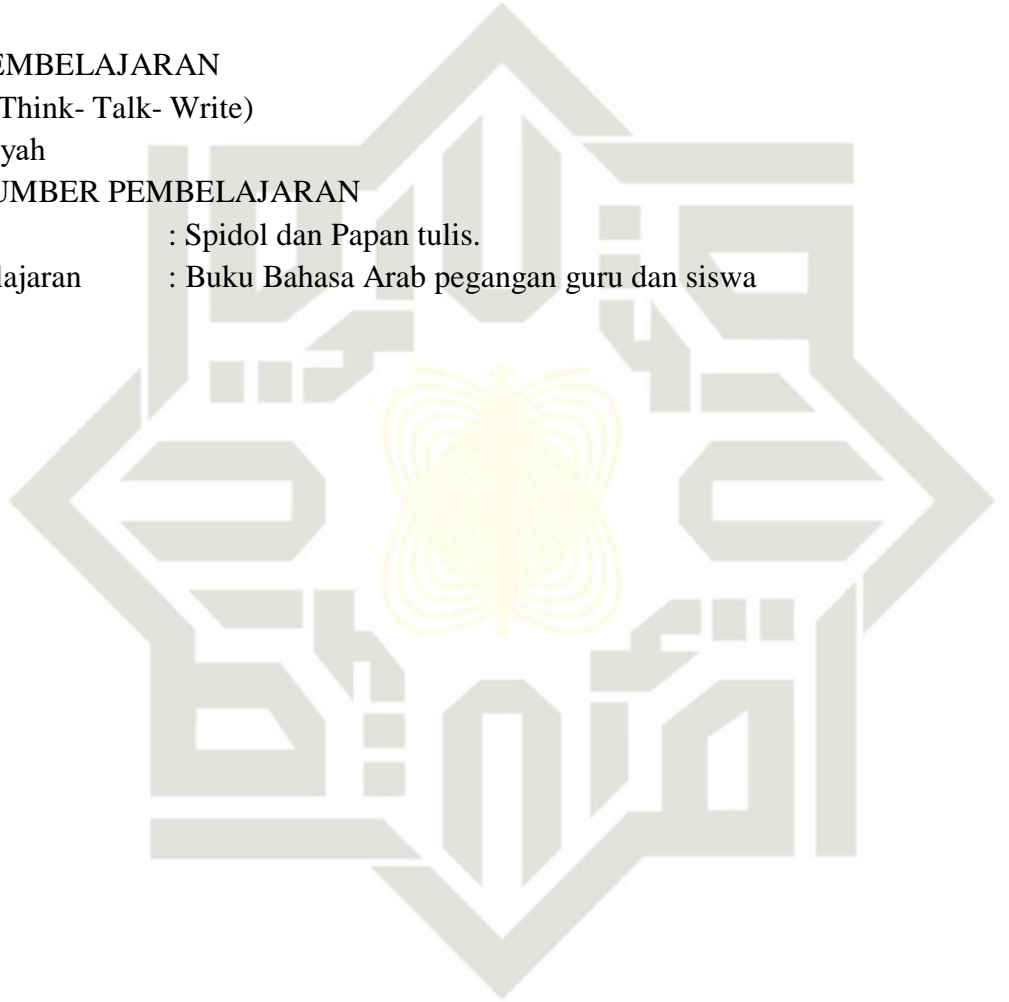 EMBELAJARAN
Think- Talk- Write)
yah
UMBER PEMBELAJARAN
: Spidol dan Papan tulis.
lajaran : Buku Bahasa Arab pegangan guru dan siswa